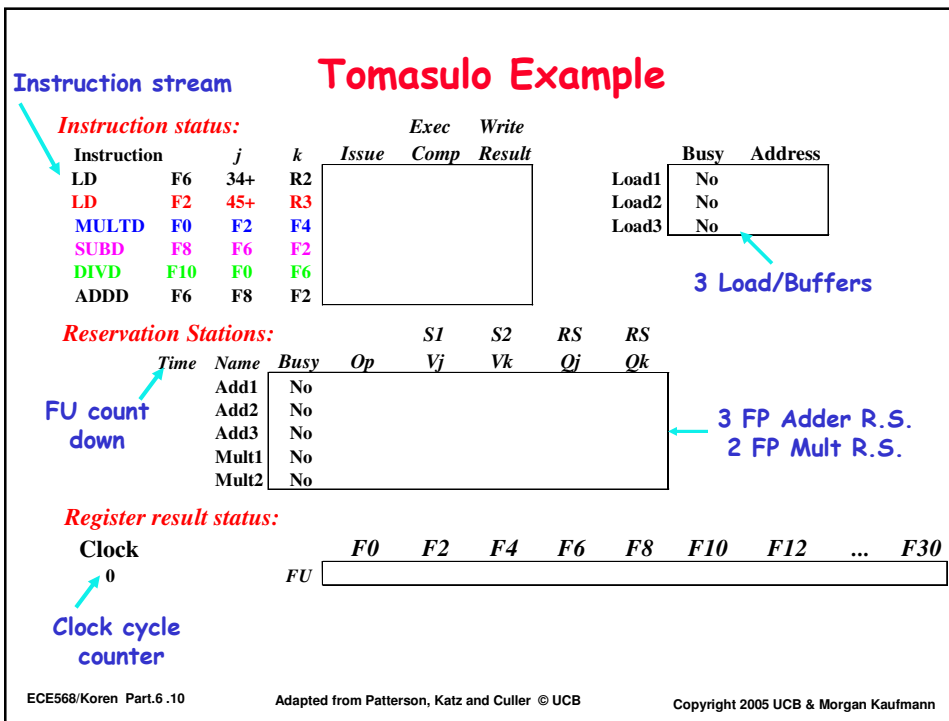 Tomasulo Example
Instruction stream
Instruction status: Exec Write
Instruction j k Issue Comp Result Busy Address
LD F6 34+ R2 Load1 No
LD F2 45+ R3 Load2 No
MULTD F0 F2 F4 Load3 No
SUBD F8 F6 F2
DIVD F10 F0 F6
ADDD F6 F8 F2
3 Load/Buffers
Reservation Stations: S1 S2 RS RS
Time Name Busy Op Vj Vk Qj Qk
Add1 No
Add2 No
Add3 No
Mult1 No
Mult2 No
FU count
down
3 FP Adder R.S.
2 FP Mult R.S.
Register result status:
Clock F0 F2 F4 F6 F8 F10 F12 ... F30
0 FU
Clock cycle
counter
ECE568/Koren Part.6 .10 Adapted from Patterson, Katz and Culler © UCB Copyright 2005 UCB & Morgan Kaufmann